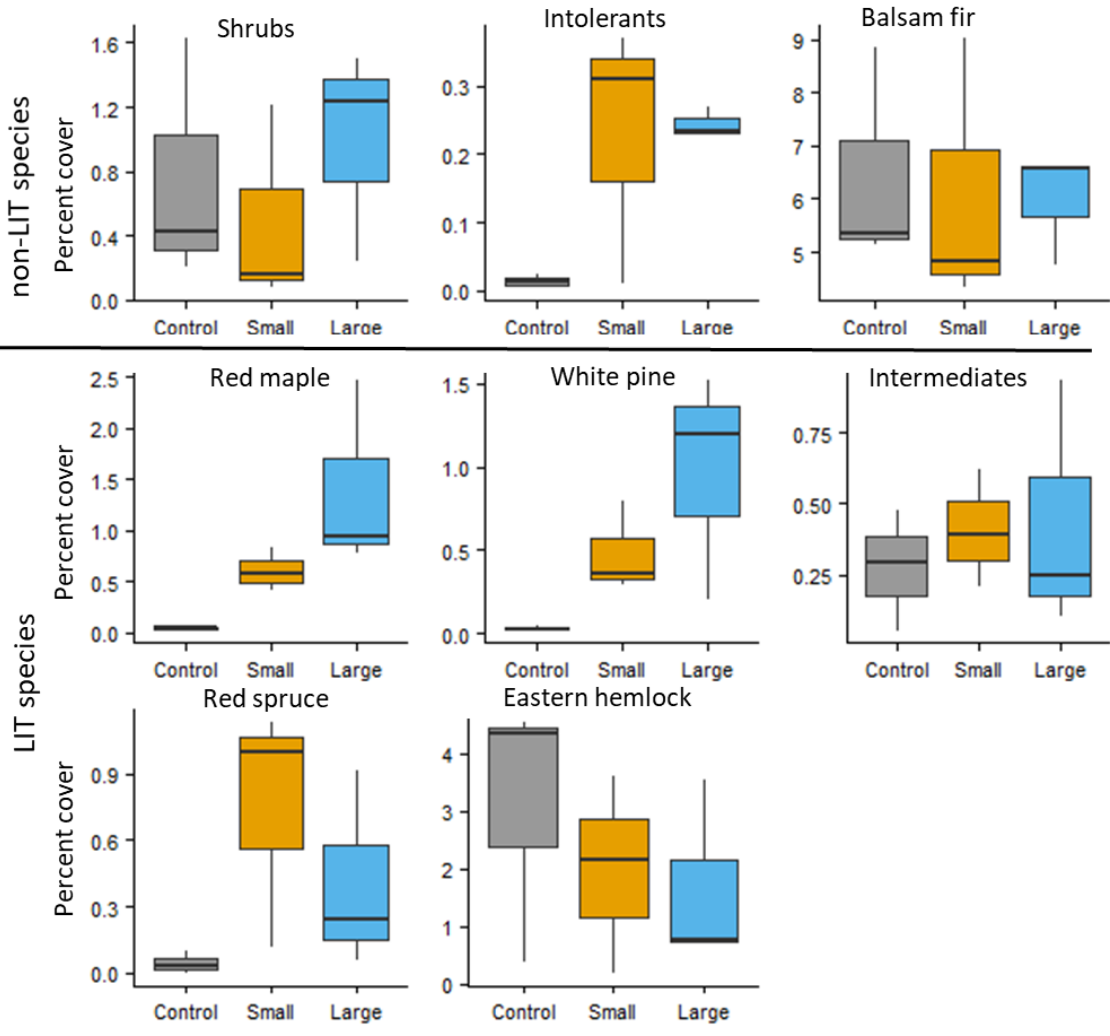 non-LIT species
Percent cover
Shrubs
1.6
1.2
0.8
0.4
0.0
Control Small Large
Intolerants
0.3
0.2
0.1
0.0
Control Small Large
Balsam fir
9
8
7
6
5
Control Small Large
LIT species
Percent cover
Red maple
2.5
2.0
1.5
1.0
0.5
0.0
Control Small Large
White pine
1.5
1.0
0.5
0.0
Control Small Large
Intermediates
0.75
0.50
0.25
Control Small Large
Percent cover
Red spruce
0.9
0.6
0.3
0.0
Control Small Large
Eastern hemlock
4
3
2
1
0
Control Small Large